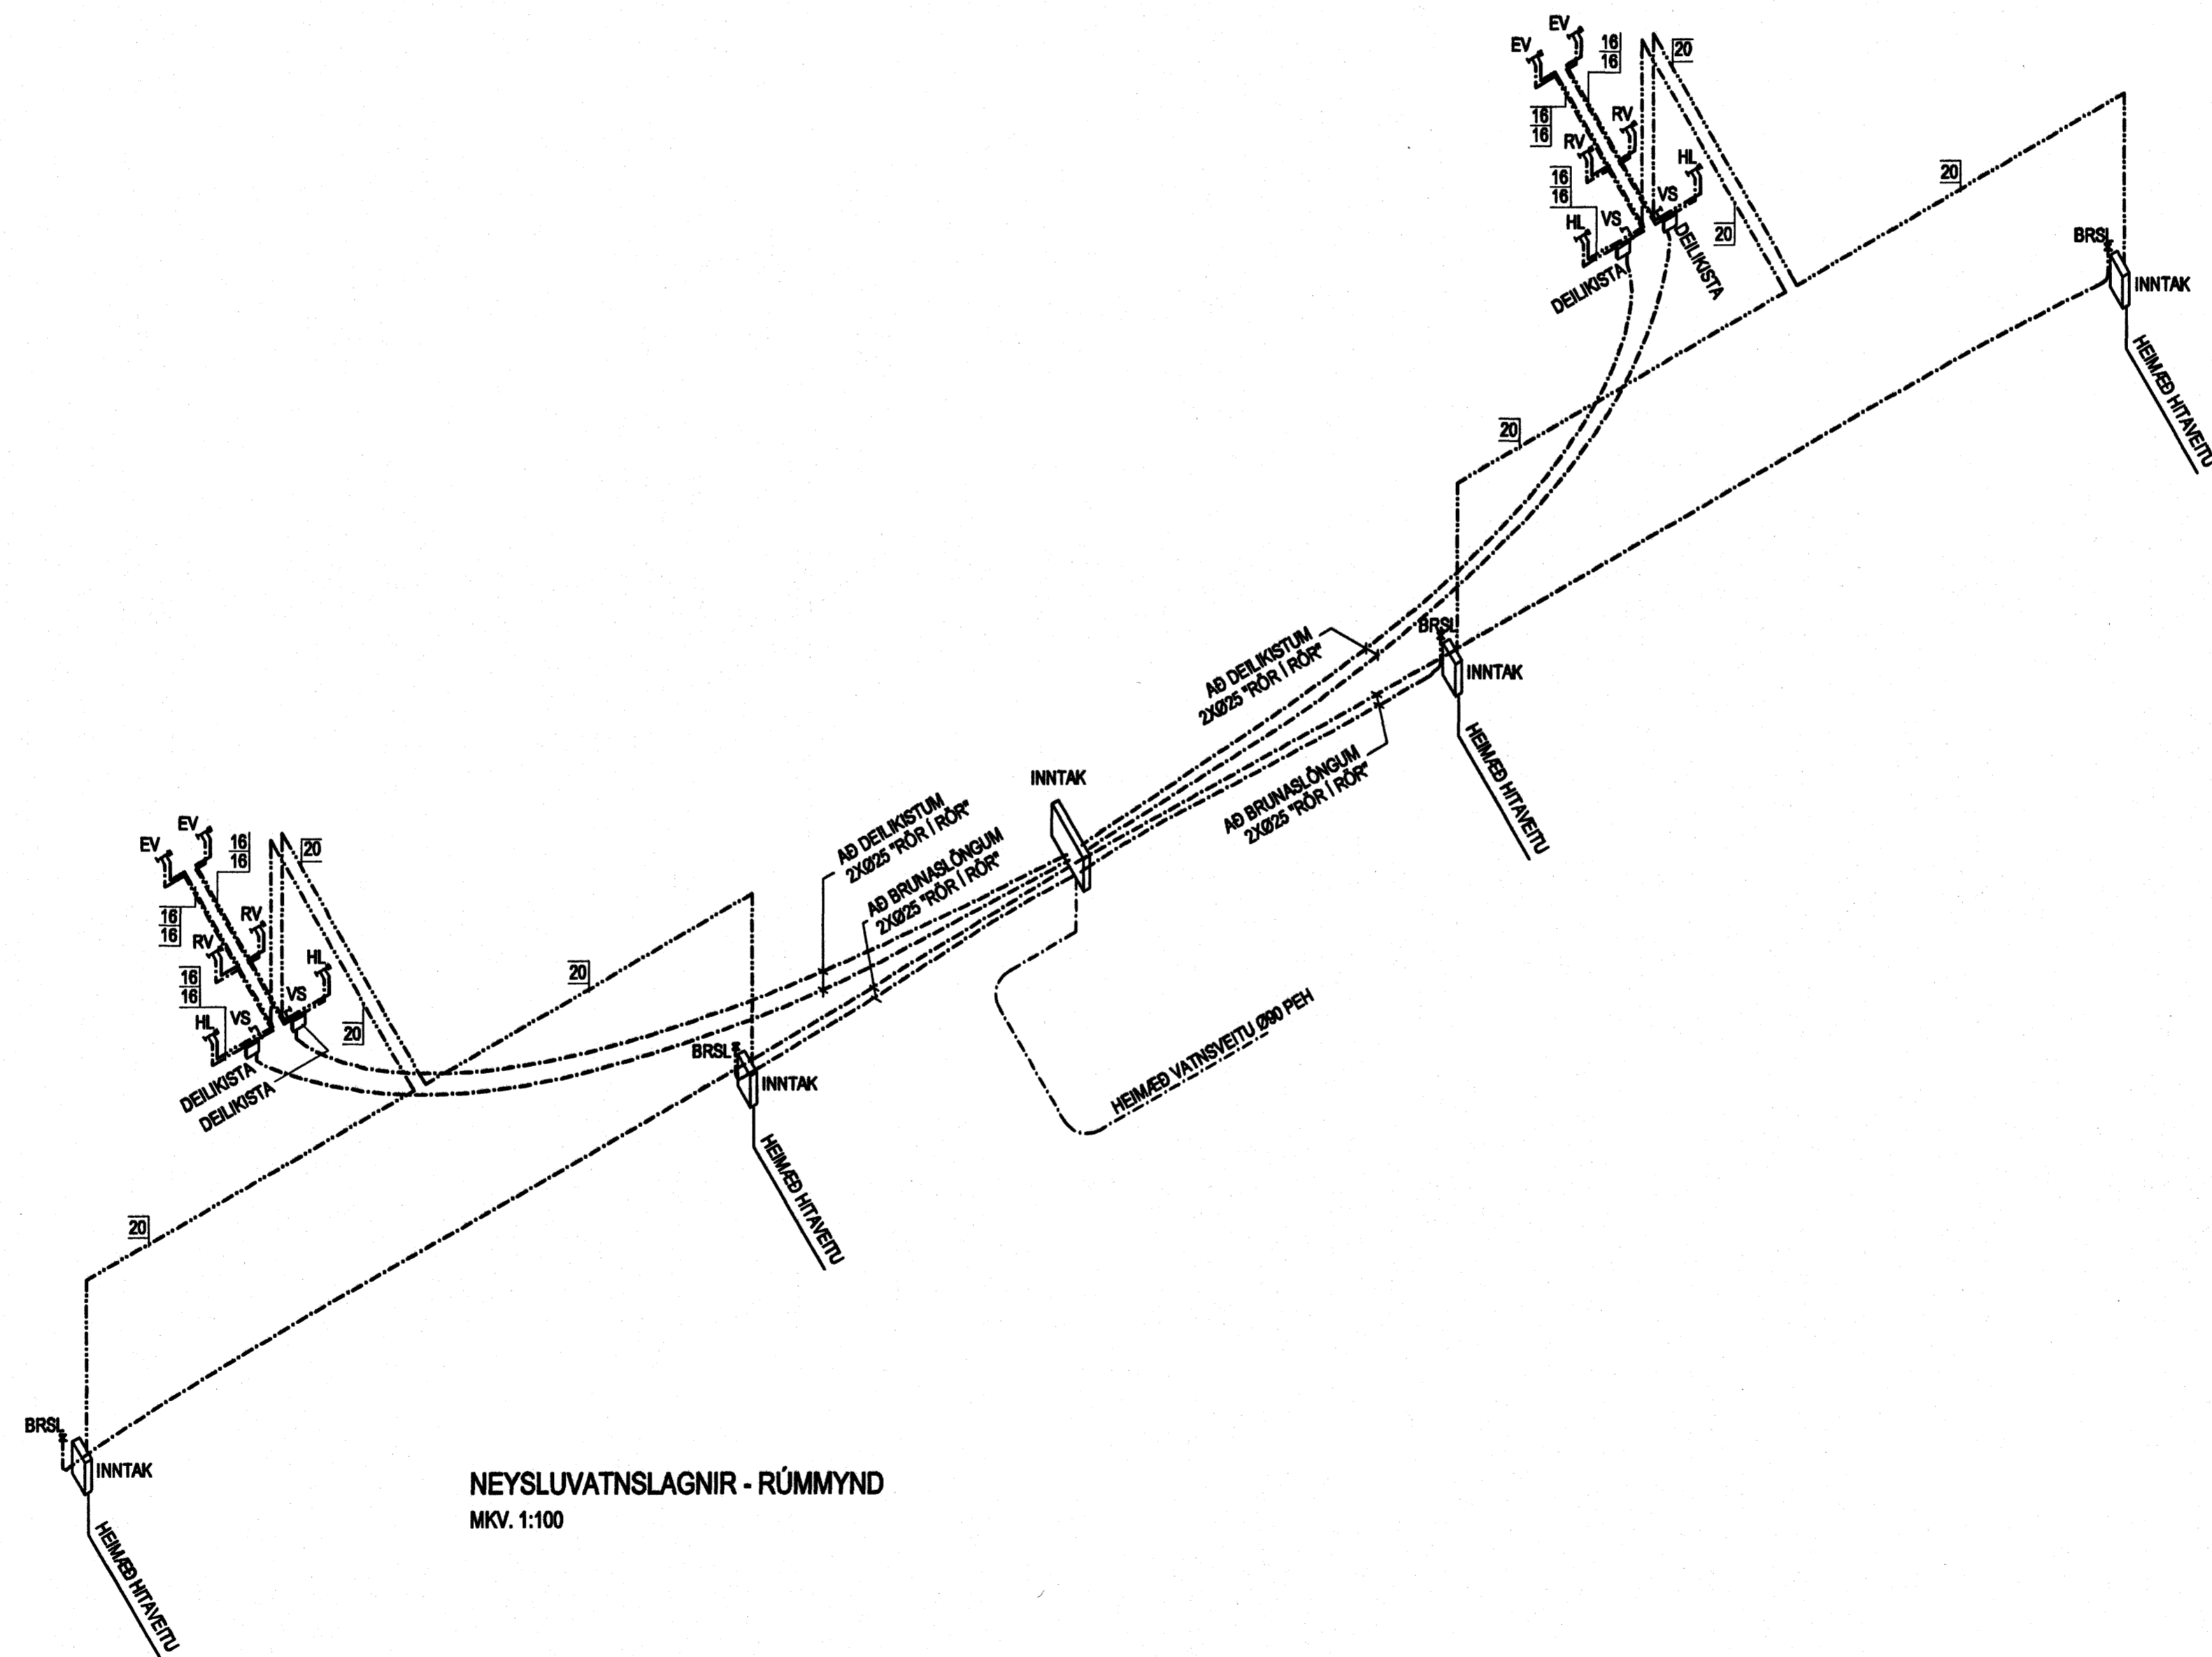 EV
EV
16
16
20
16
16
RV
RV
HL
16
16
VS
VS
HL
20
20
DEILIKISTA
DEILIKISTA
BRSL
INNTAK
HEIMÆÐ HITAVEITU
20
BRSL
INNTAK
HEIMÆÐ HITAVEITU
AÐ DEILIKISTUM
2XØ25 "RÖR Í RÖR"
AÐ BRUNASLÖNGUM
2XØ25 "RÖR Í RÖR"
INNTAK
AÐ DEILIKISTUM
2XØ25 "RÖR Í RÖR"
AÐ BRUNASLÖNGUM
2XØ25 "RÖR Í RÖR"
HEIMÆÐ VATNSVEITU Ø90 PEH
EV
EV
16
16
20
16
16
RV
RV
HL
16
16
VS
VS
HL
20
20
DEILIKISTA
DEILIKISTA
BRSL
INNTAK
HEIMÆÐ HITAVEITU
20
BRSL
INNTAK
HEIMÆÐ HITAVEITU
NEYSLUVATNSLAGNIR - RÚMMYND
MKV. 1:100